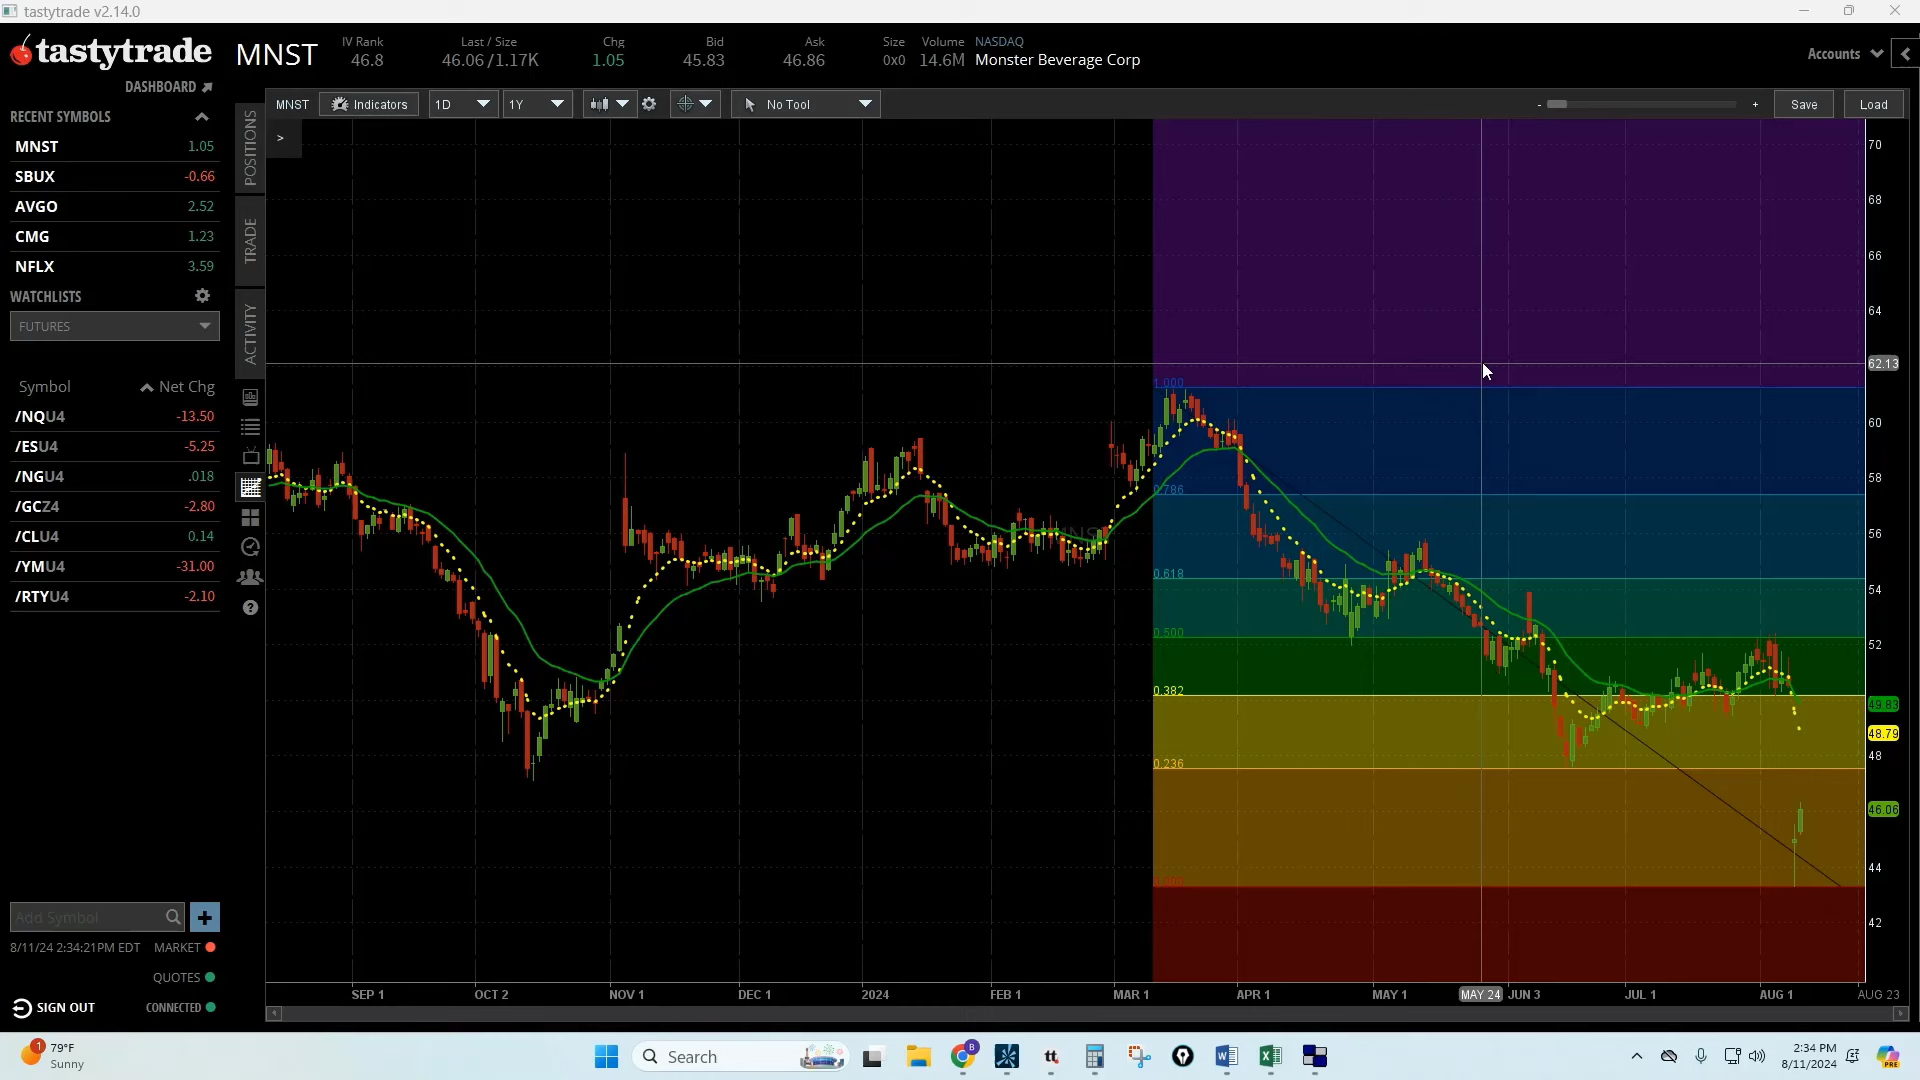 tastytrade v2.14.0
tastytrade
DASHBOARD
MNST
IV Rank
46.8
Last / Size
46.06 /1.17K
Chg
1.05
Bid
45.83
Ask
46.86
Size
0x0
Volume
14.6M
NASDAQ
Monster Beverage Corp
Accounts
RECENT SYMBOLS
MNST 1.05
SBUX -0.66
AVGO 2.52
CMG 1.23
NFLX 3.59
WATCHLISTS
FUTURES
Symbol Net Chg
/NQU4 -13.50
/ESU4 -5.25
/NGU4 .018
/GCZ4 -2.80
/CLU4 0.14
/YMU4 -31.00
/RTYU4 -2.10
Add Symbol
8/11/24 2:34:21PM EDT MARKET
QUOTES
SIGN OUT
CONNECTED
POSITIONS
TRADE
ACTIVITY
MNST
Indicators
1D
1Y
No Tool
- +
Save
Load
>
1.000
0.786
0.618
0.500
0.382
0.236
70
68
66
64
62.13
60
58
56
54
52
49.83
48.79
48
46.06
44
42
SEP 1
OCT 2
NOV 1
DEC 1
2024
FEB 1
MAR 1
APR 1
MAY 1
MAY 24
JUN 3
JUL 1
AUG 1
AUG 23
1
79°F
Sunny
Search
B
tt
2:34 PM
8/11/2024
PRE